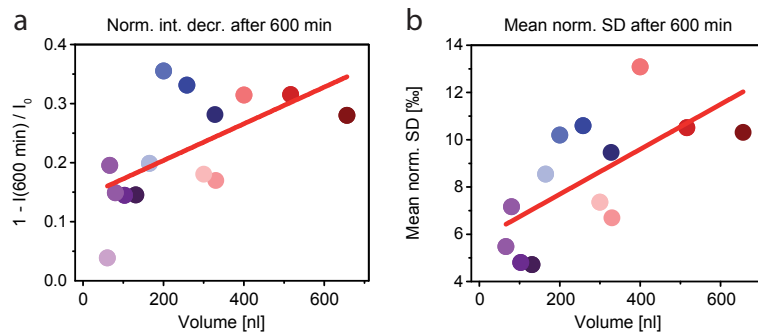 a
Norm. int. decr. after 600 min
1 - I(600 min) / I0
0.4
0.3
0.2
0.1
0.0
0 200 400 600
Volume [nl]
b
Mean norm. SD after 600 min
Mean norm. SD [‰]
14
12
10
8
6
4
0 200 400 600
Volume [nl]